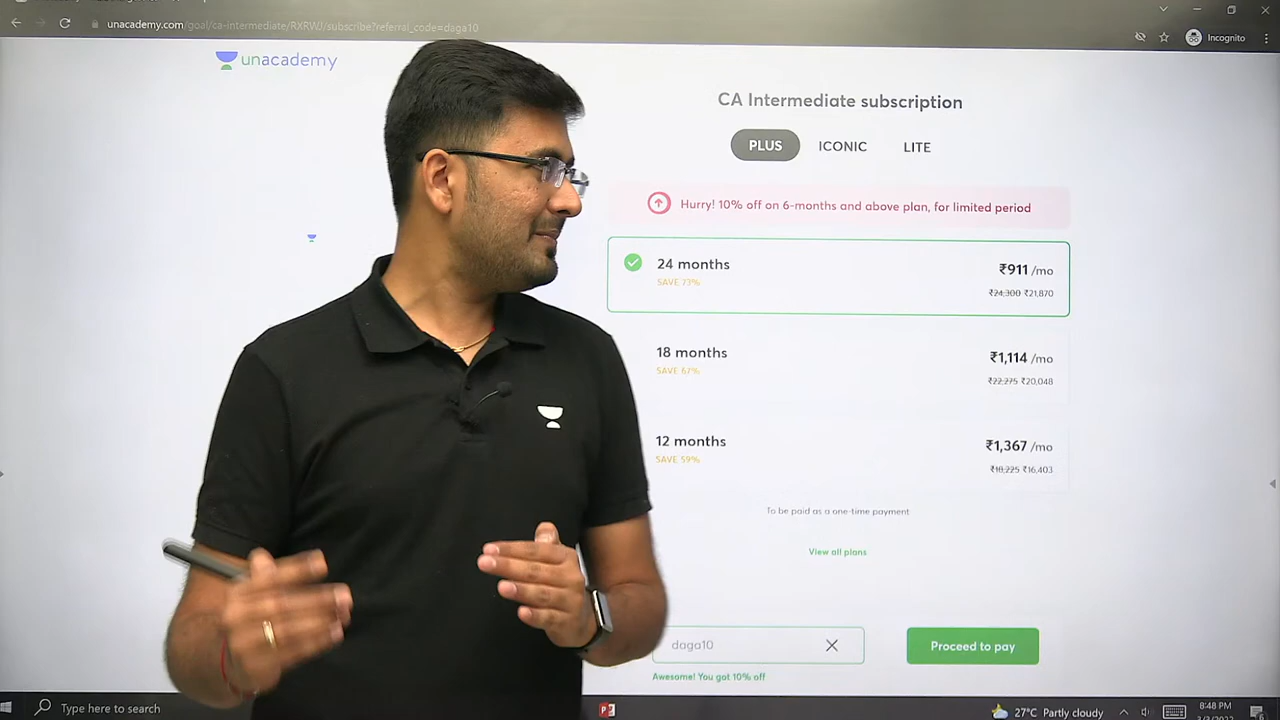 unacademy.com/goal/ca-intermediate/RXRWJ/subscribe?referral_code=daga10
Incognito
unacademy
CA Intermediate subscription
PLUS ICONIC LITE
Hurry! 10% off on 6-months and above plan, for limited period
24 months ₹911 /mo
SAVE 73% ₹24,300 ₹21,870
18 months ₹1,114 /mo
SAVE 67% ₹22,275 ₹20,048
12 months ₹1,367 /mo
SAVE 59% ₹18,225 ₹16,403
To be paid as a one-time payment
View all plans
daga10 Proceed to pay
Awesome! You got 10% off
Type here to search
27°C Partly cloudy
8:48 PM